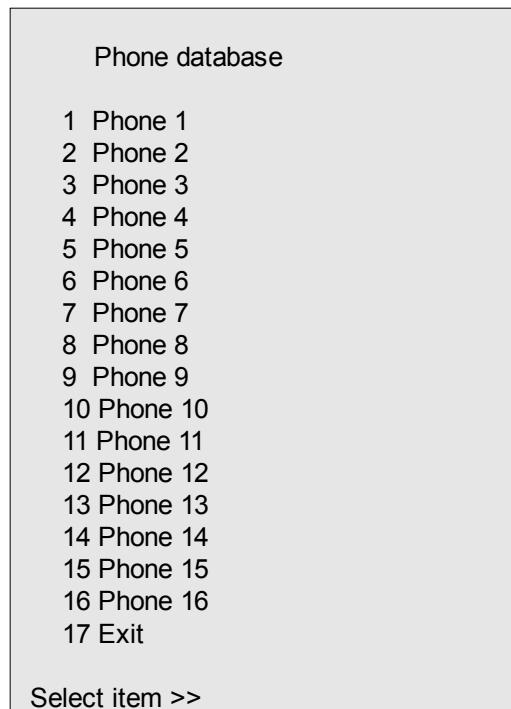 Phone database
1 Phone 1
2 Phone 2
3 Phone 3
4 Phone 4
5 Phone 5
6 Phone 6
7 Phone 7
8 Phone 8
9 Phone 9
10 Phone 10
11 Phone 11
12 Phone 12
13 Phone 13
14 Phone 14
15 Phone 15
16 Phone 16
17 Exit
Select item >>